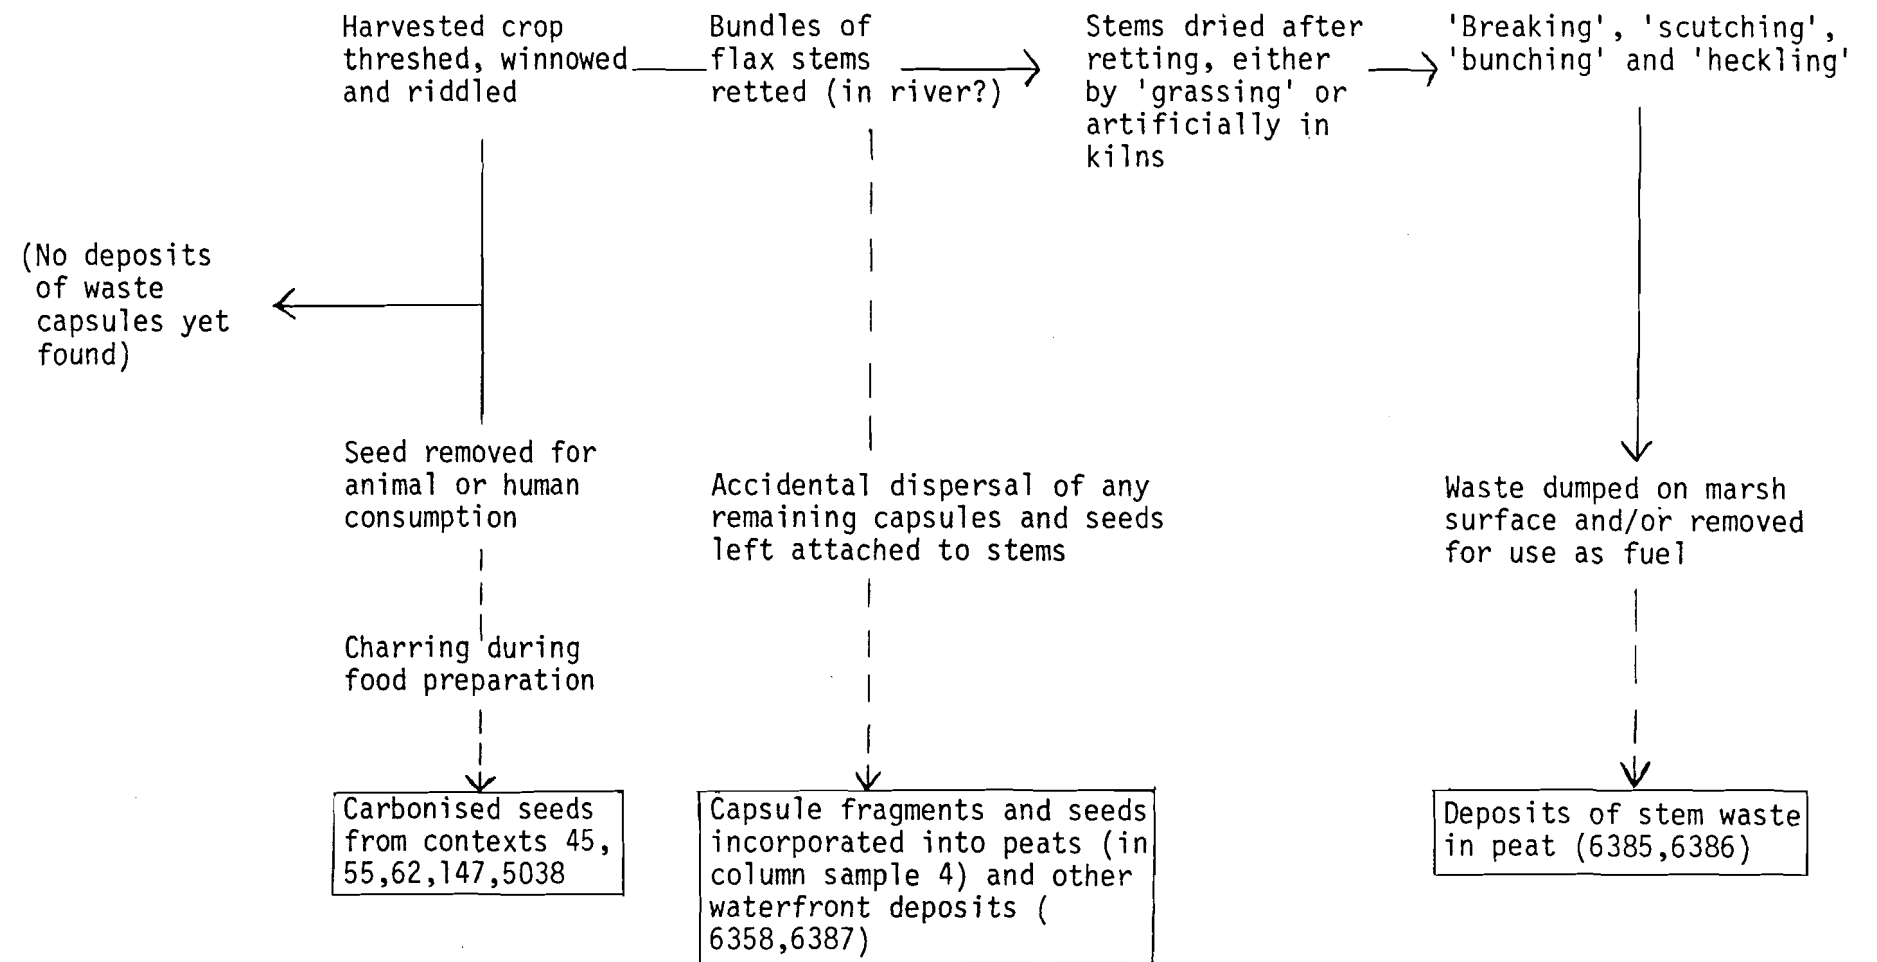 Harvested crop
threshed, winnowed
and riddled
Bundles of
flax stems
retted (in river?)
Stems dried after
retting, either
by 'grassing' or
artificially in
kilns
'Breaking', 'scutching',
'bunching' and 'heckling'
(No deposits
of waste
capsules yet
found)
Seed removed for
animal or human
consumption
Accidental dispersal of any
remaining capsules and seeds
left attached to stems
Waste dumped on marsh
surface and/or removed
for use as fuel
Charring during
food preparation
Carbonised seeds
from contexts 45,
55,62,147,5038
Capsule fragments and seeds
incorporated into peats (in
column sample 4) and other
waterfront deposits (
6358,6387)
Deposits of stem waste
in peat (6385,6386)